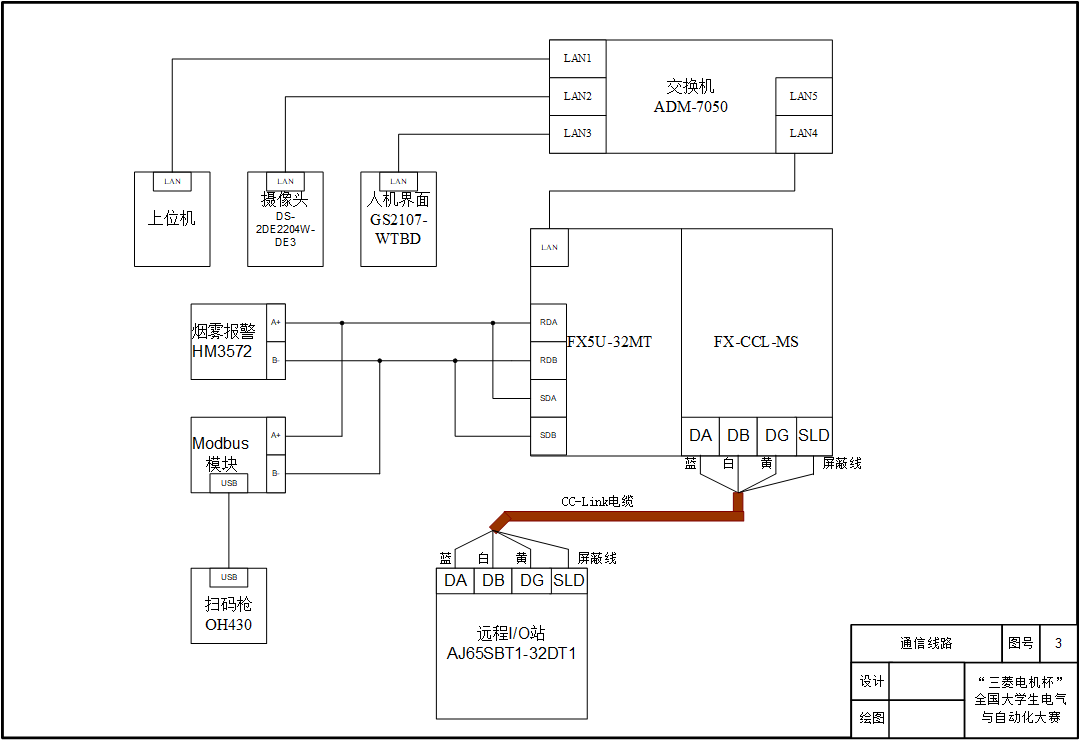 LAN1
交换机
ADM-7050
LAN2
LAN5
LAN3
LAN4
LAN
上位机
LAN
摄像头
DS-
2DE2204W-
DE3
LAN
人机界面
GS2107-
WTBD
LAN
烟雾报警
HM3572
A+
B-
RDA
RDB
SDA
SDB
FX5U-32MT
FX-CCL-MS
DA
DB
DG
SLD
Modbus
模块
A+
B-
USB
蓝
白
黄
屏蔽线
CC-Link电缆
蓝
白
黄
屏蔽线
DA
DB
DG
SLD
远程I/O站
AJ65SBT1-32DT1
USB
扫码枪
OH430
通信线路
图号
3
设计
绘图
“三菱电机杯”
全国大学生电气
与自动化大赛